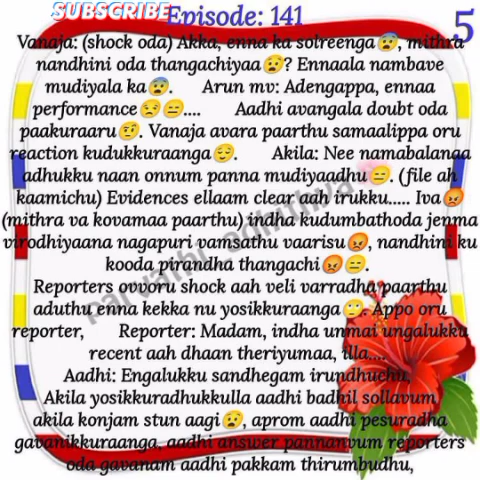 SUBSCRIBE
Episode: 141
5
Vanaja: (shock oda) Akka, enna ka solreenga😨, mithra
nandhini oda thangachiyaa😧? Ennaala nambave
mudiyala ka😨. Arun mv: Adengappa, ennaa
performance😒😑.... Aadhi avangala doubt oda
paakuraaru🤨. Vanaja avara paarthu samaalippa oru
reaction kudukkuraanga😌. Akila: Nee namabalanaa
adhukku naan onnum panna mudiyaadhu😑. (file ah
kaamichu) Evidences ellaam clear aah irukku..... Iva😡
(mithra va kovamaa paarthu) indha kudumbathoda jenma
virodhiyaana nagapuri vamsathu vaarisu😡, nandhini ku
kooda pirandha thangachi😡😑.
Reporters ovoru shock aah veli varradha paarthu
aduthu enna kekka nu yosikkuraanga🙄. Appo oru
reporter, Reporter: Madam, indha unmai ungalukku
recent aah dhaan theriyumaa, illa....
Aadhi: Engalukku sandhegam irundhuchu,
Akila yosikkuradhukkulla aadhi badhil sollavum,
akila konjam stun aagi😧, aprom aadhi pesuradha
gavanikkuraanga, aadhi answer pannanvum reporters
oda gavanam aadhi pakkam thirumbudhu,